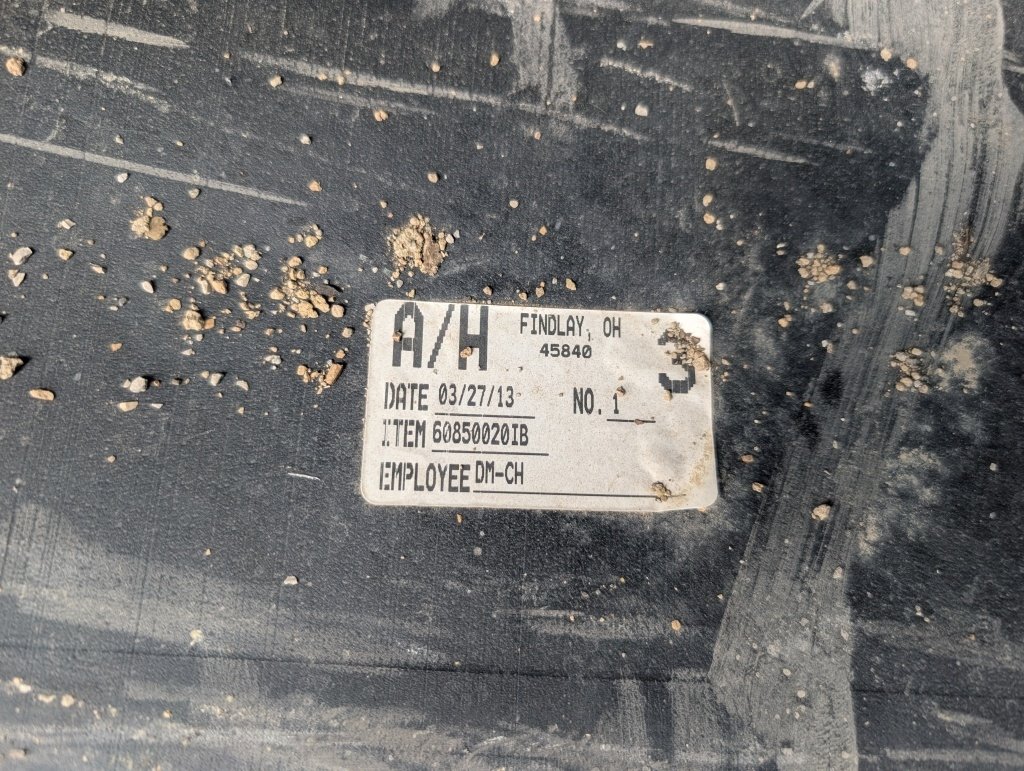 A/H FINDLAY, OH 3
45840
DATE 03/27/13 NO. 1
ITEM 60850020IB
EMPLOYEE DM-CH